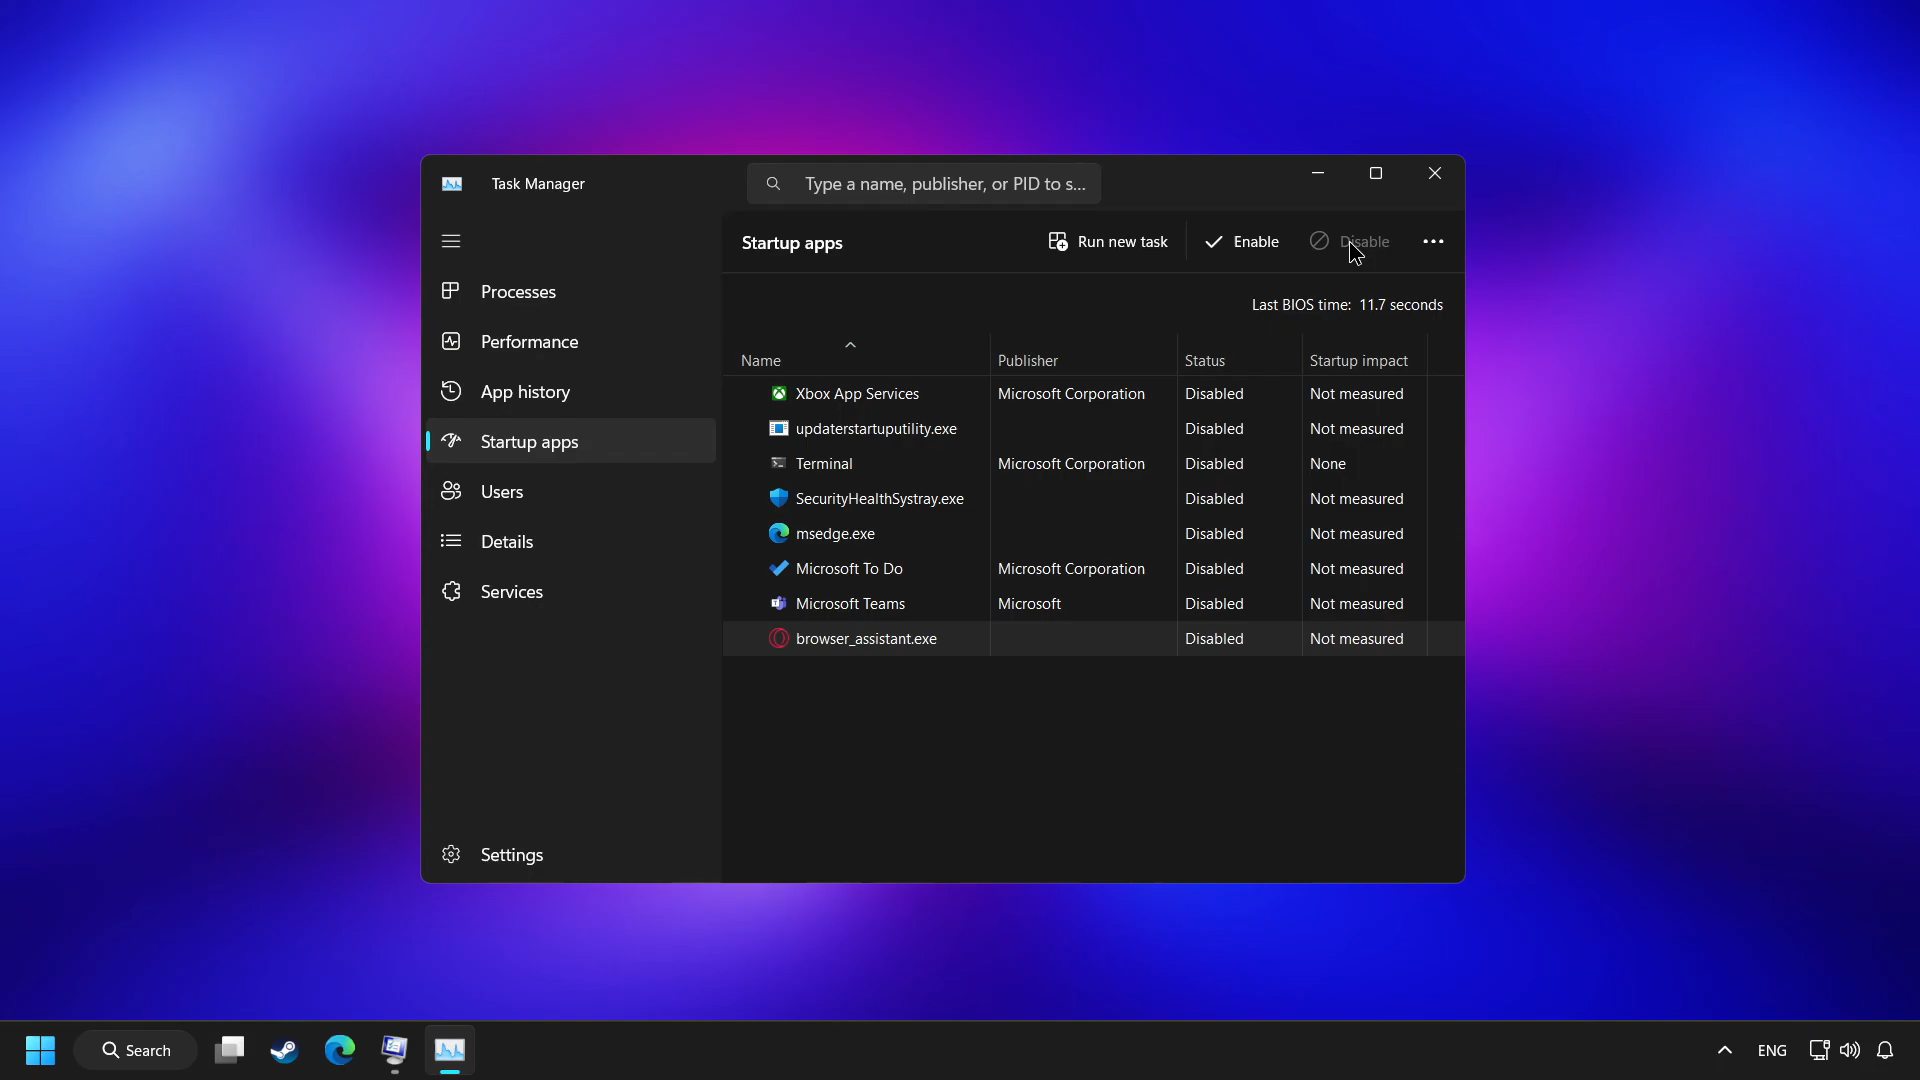 Task Manager
Type a name, publisher, or PID to s...
Startup apps
Run new task
Enable
Disable
Processes
Performance
App history
Startup apps
Users
Details
Services
Settings
Last BIOS time: 11.7 seconds
Name Publisher Status Startup impact
Xbox App Services Microsoft Corporation Disabled Not measured
updaterstartuputility.exe Disabled Not measured
Terminal Microsoft Corporation Disabled None
SecurityHealthSystray.exe Disabled Not measured
msedge.exe Disabled Not measured
Microsoft To Do Microsoft Corporation Disabled Not measured
Microsoft Teams Microsoft Disabled Not measured
browser_assistant.exe Disabled Not measured
Search
ENG